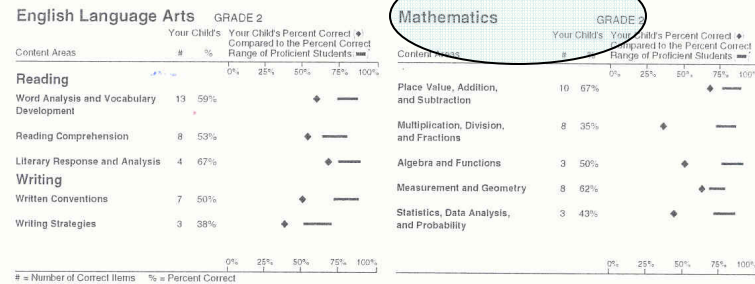 English Language Arts GRADE 2
Your Child's Your Child's Percent Correct
Compared to the Percent Correct
Content Areas # % Range of Proficient Students
0% 25% 50% 75% 100%
Reading
Word Analysis and Vocabulary 13 59%
Development
Reading Comprehension 8 53%
Literary Response and Analysis 4 67%
Writing
Written Conventions 7 50%
Writing Strategies 3 38%
0% 25% 50% 75% 100%
# = Number of Correct Items % = Percent Correct
Mathematics GRADE 2
Your Child's Your Child's Percent Correct
Compared to the Percent Correct
Content Areas # % Range of Proficient Students
0% 25% 50% 75% 100%
Place Value, Addition, 10 67%
and Subtraction
Multiplication, Division, 8 35%
and Fractions
Algebra and Functions 3 50%
Measurement and Geometry 8 62%
Statistics, Data Analysis, 3 43%
and Probability
0% 25% 50% 75% 100%